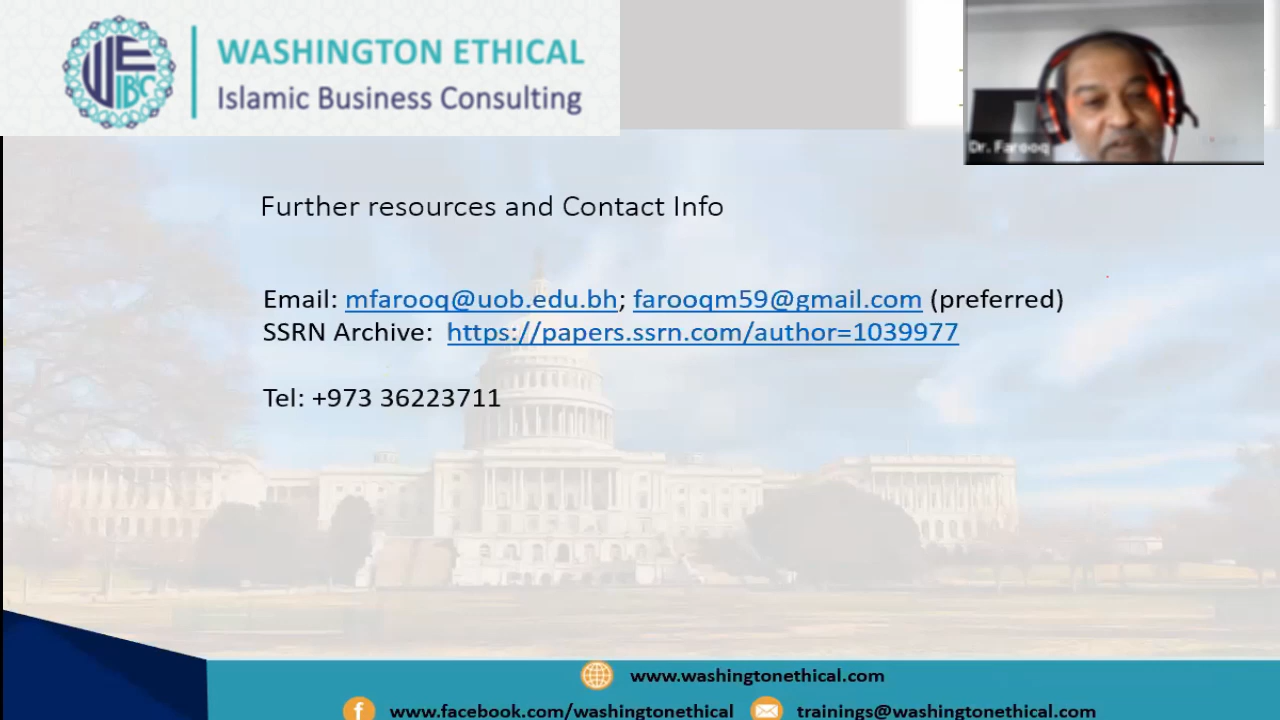 WASHINGTON ETHICAL
Islamic Business Consulting
WEIBC
Dr. Farooq
Further resources and Contact Info
Email: mfarooq@uob.edu.bh; farooqm59@gmail.com (preferred)
SSRN Archive: https://papers.ssrn.com/author=1039977
Tel: +973 36223711
www.washingtonethical.com
www.facebook.com/washingtonethical
trainings@washingtonethical.com